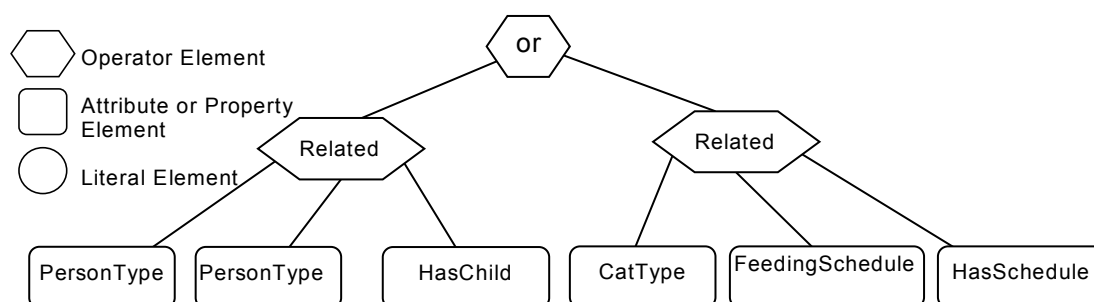 or
Operator Element
Attribute or Property
Element
Literal Element
Related
Related
PersonType
PersonType
HasChild
CatType
FeedingSchedule
HasSchedule